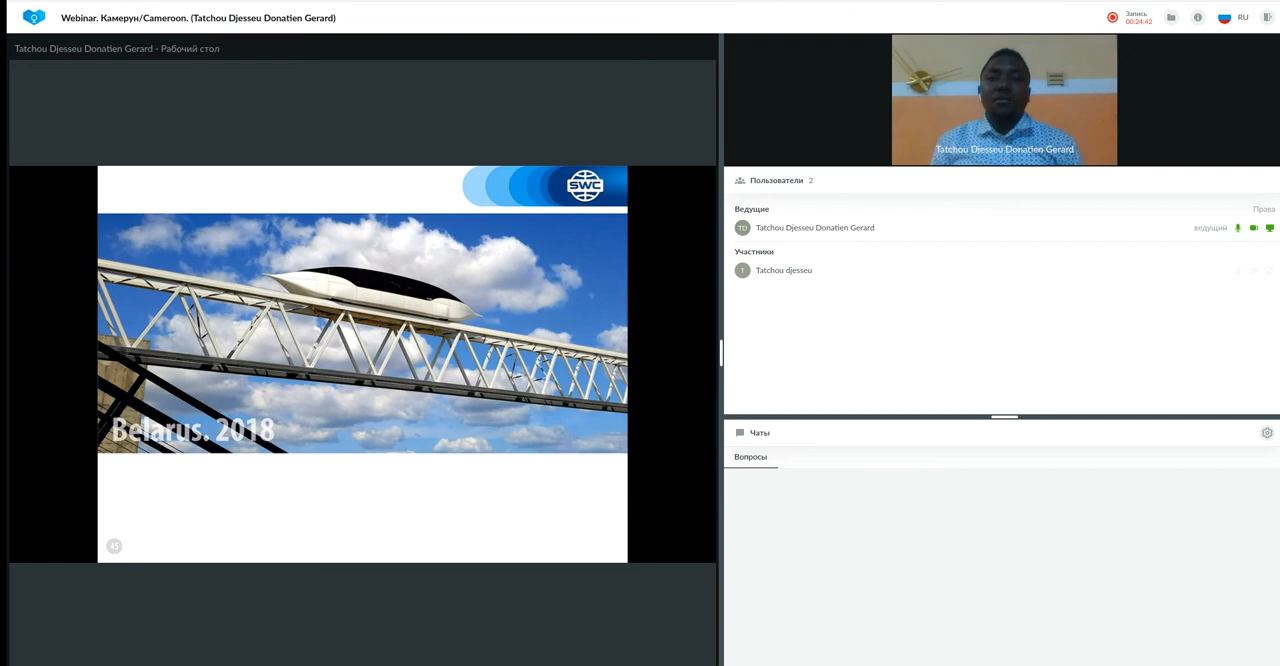 Webinar. Камерун/Cameroon. (Tatchou Djesseu Donatien Gerard)
Запись
00:24:42
RU
Tatchou Djesseu Donatien Gerard - Рабочий стол
Tatchou Djesseu Donatien Gerard
SWC
Belarus. 2018
45
Пользователи 2
Ведущие Права
TD Tatchou Djesseu Donatien Gerard ведущий
Участники
T Tatchou djesseu
Чаты
Вопросы